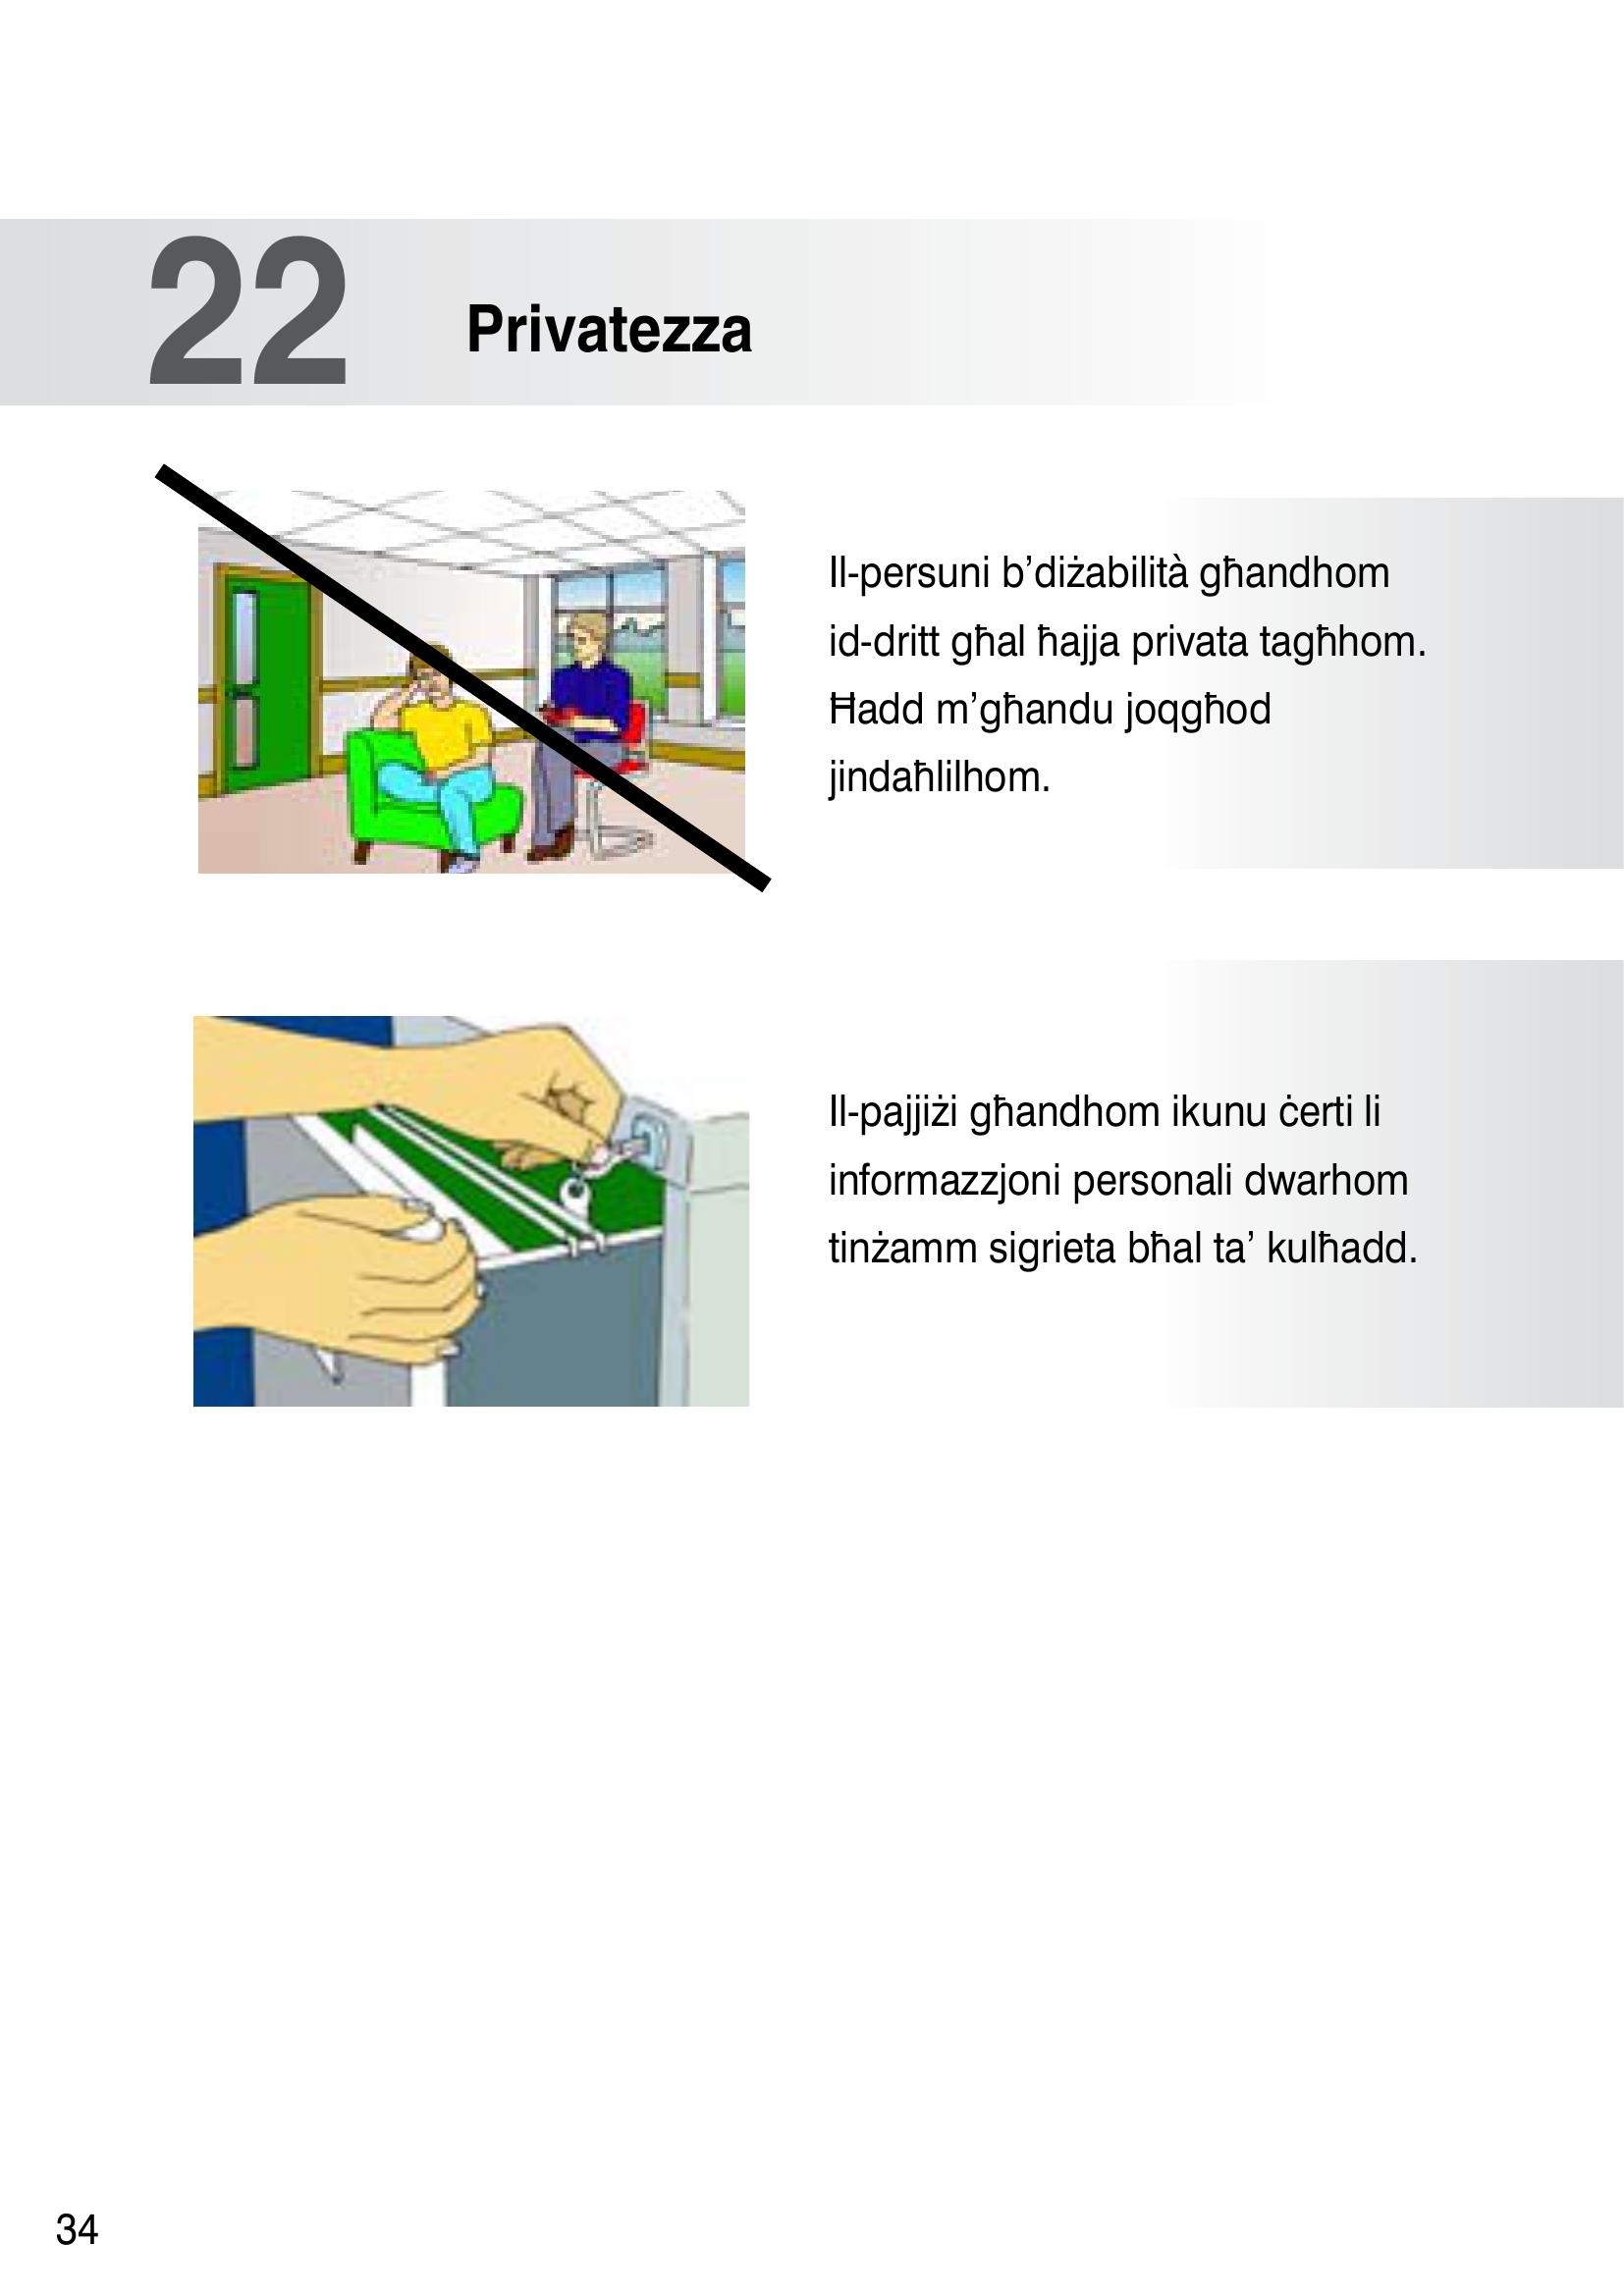 22
Privatezza
Il-persuni b’diżabilità għandhom
id-dritt għal ħajja privata tagħhom.
Ħadd m’għandu joqgħod
jindaħlilhom.
Il-pajjiżi għandhom ikunu ċerti li
informazzjoni personali dwarhom
tinżamm sigrieta bħal ta’ kulħadd.
34